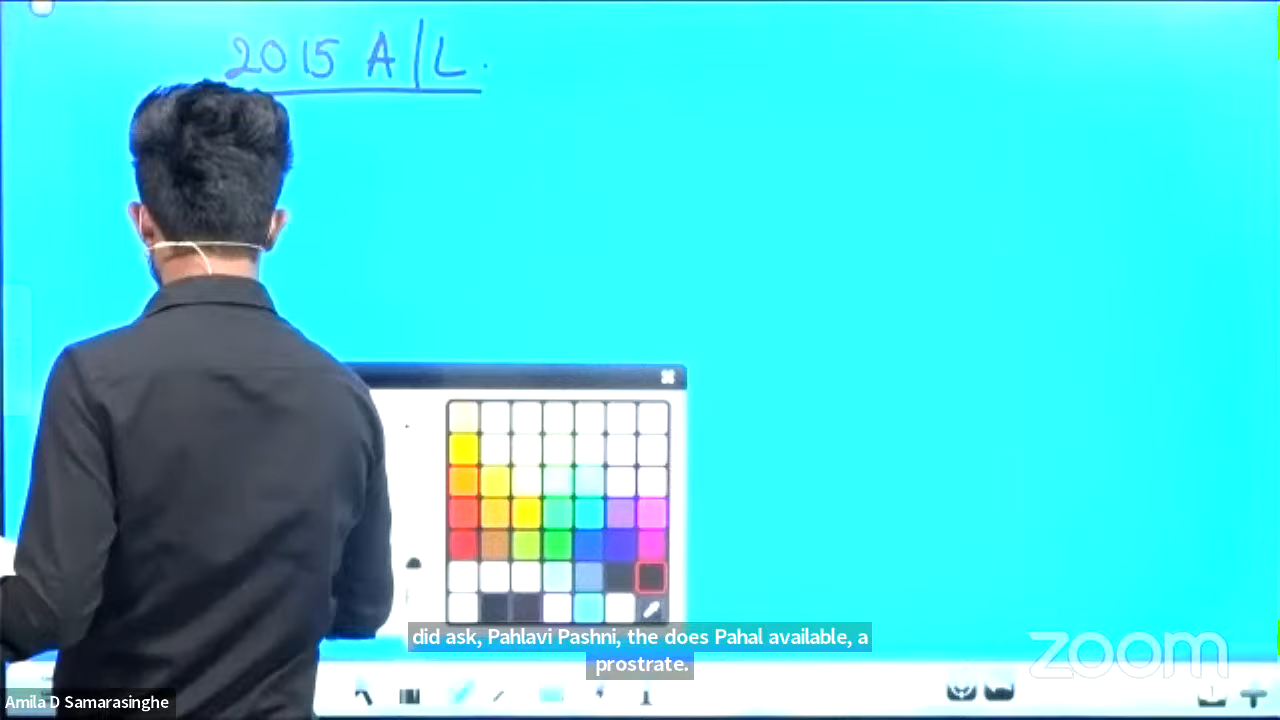 2015 A/L.
did ask, Pahlavi Pashni, the does Pahal available, a
prostrate.
zoom
Amila D Samarasinghe